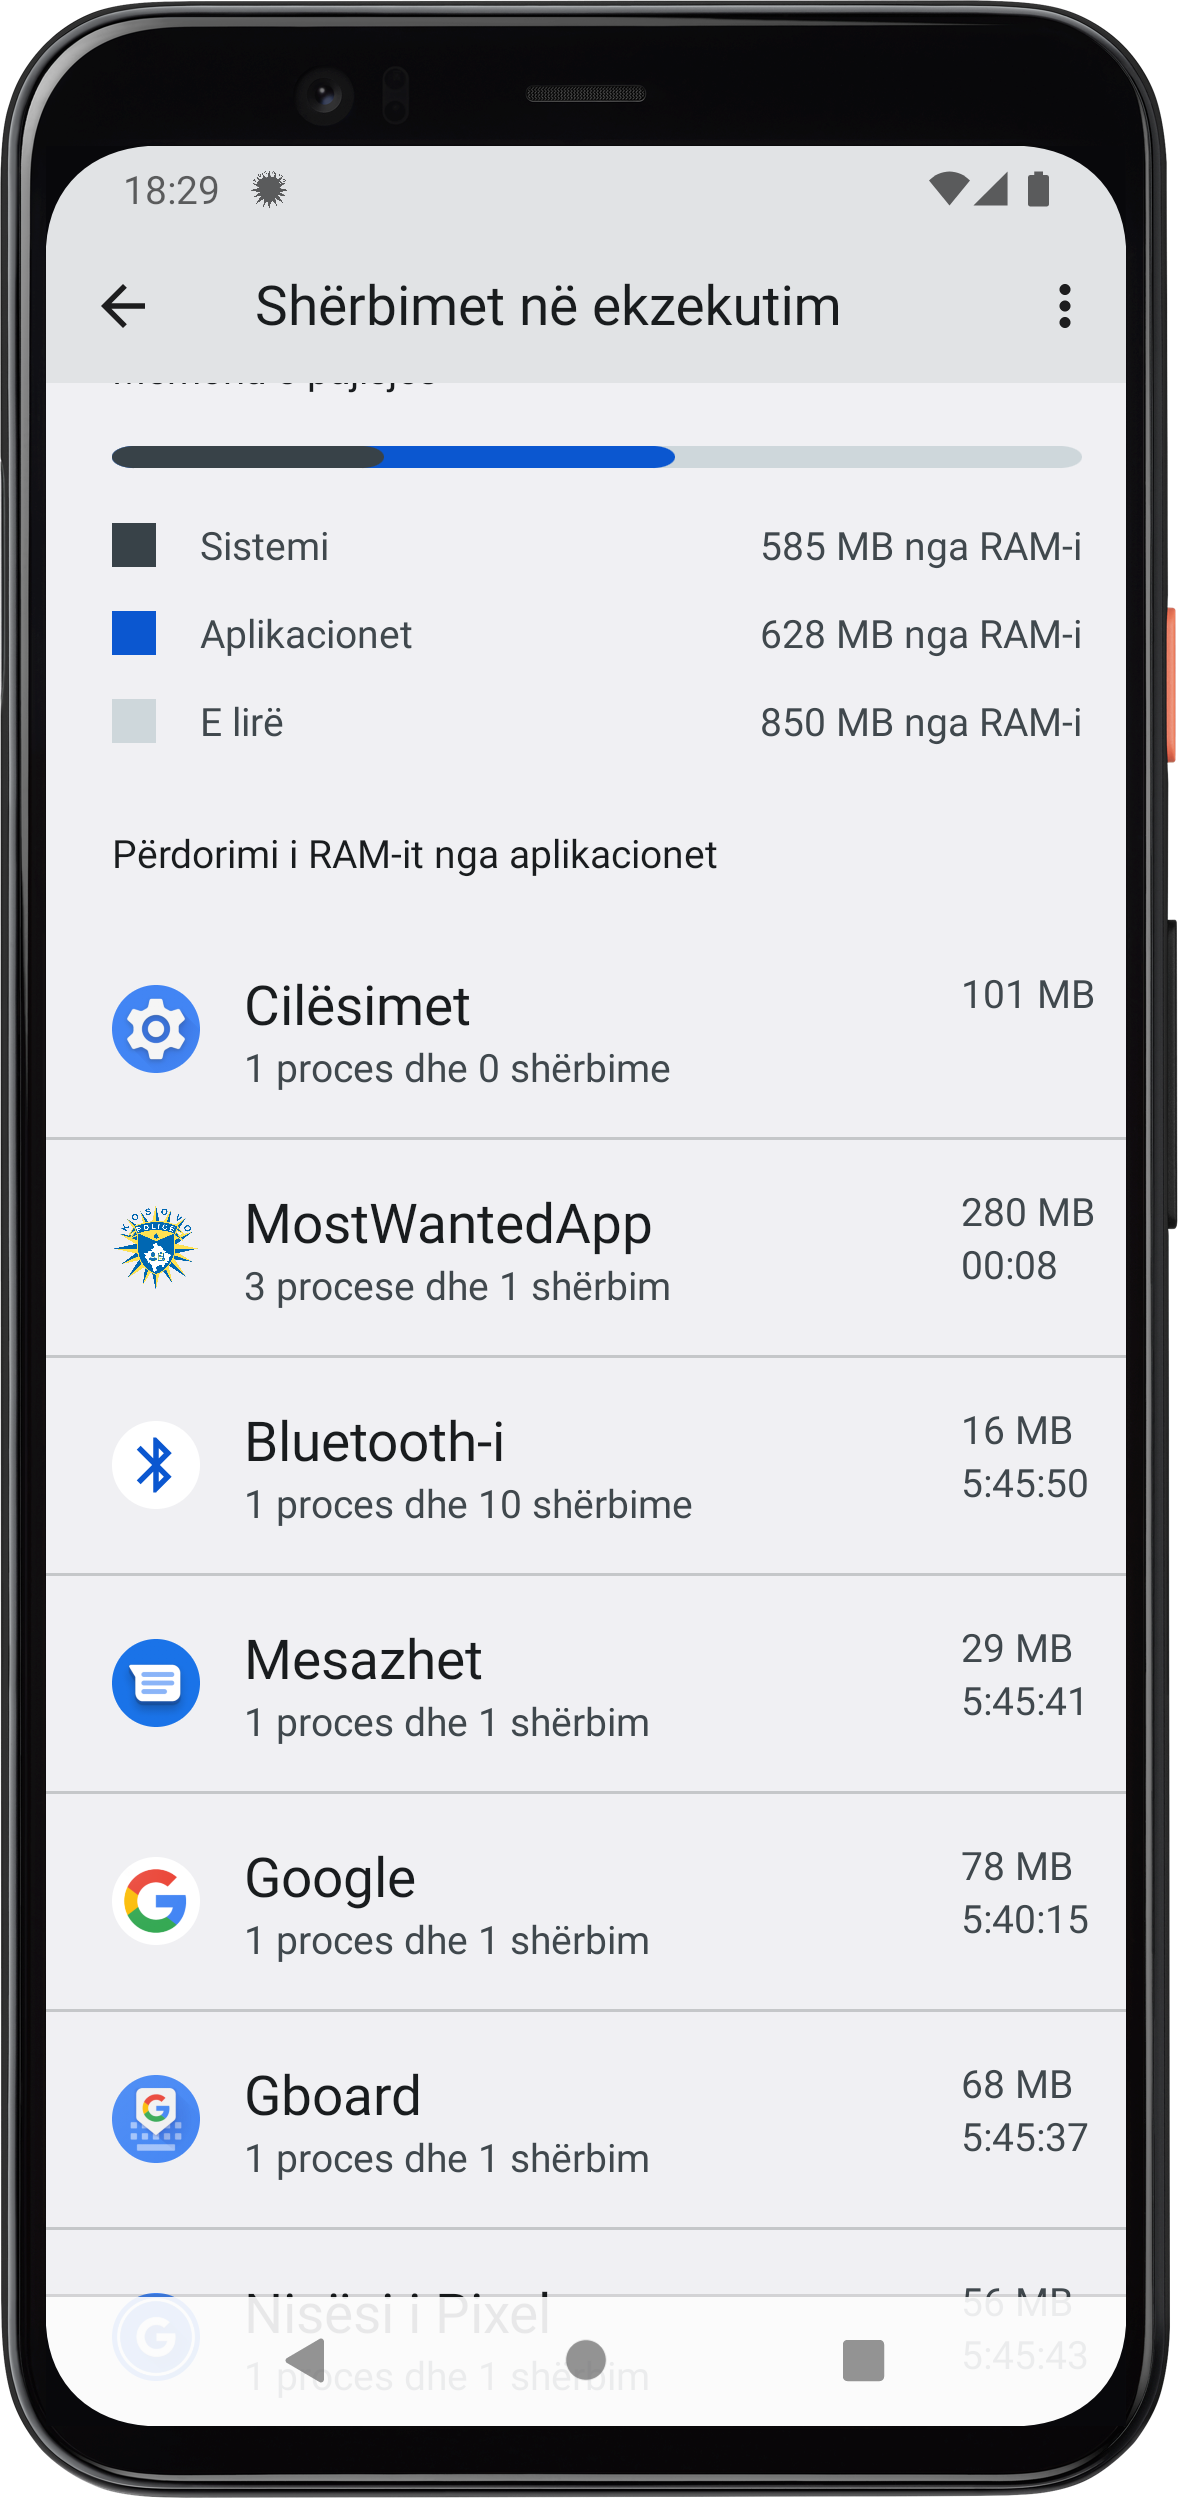 18:29
Shërbimet në ekzekutim
Sistemi 585 MB nga RAM-i
Aplikacionet 628 MB nga RAM-i
E lirë 850 MB nga RAM-i
Përdorimi i RAM-it nga aplikacionet
Cilësimet 101 MB
1 proces dhe 0 shërbime
KOSOVO
POLICE
MostWantedApp 280 MB
3 procese dhe 1 shërbim 00:08
Bluetooth-i 16 MB
1 proces dhe 10 shërbime 5:45:50
Mesazhet 29 MB
1 proces dhe 1 shërbim 5:45:41
Google 78 MB
1 proces dhe 1 shërbim 5:40:15
Gboard 68 MB
1 proces dhe 1 shërbim 5:45:37
Nisësi i Pixel 56 MB
1 proces dhe 1 shërbim 5:45:43